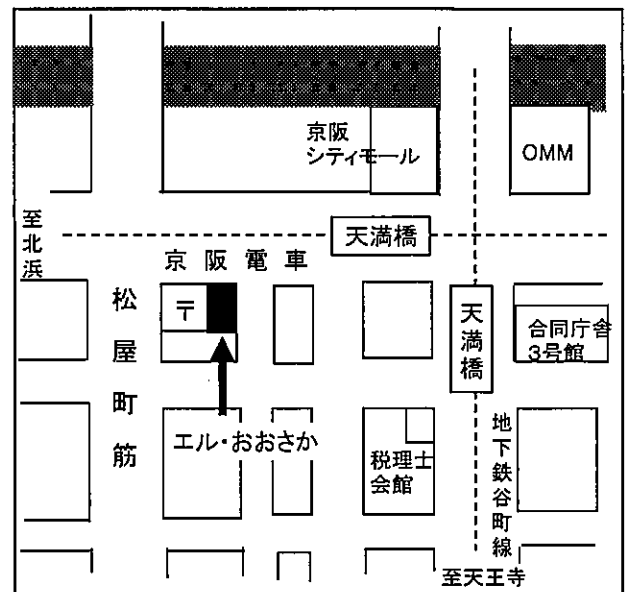 京阪
シティモール
OMM
至北浜
天満橋
京阪電車
松屋町筋
〒
天満橋
合同庁舎
3号館
エル・おおさか
税理士
会館
地下鉄谷町線
至天王寺